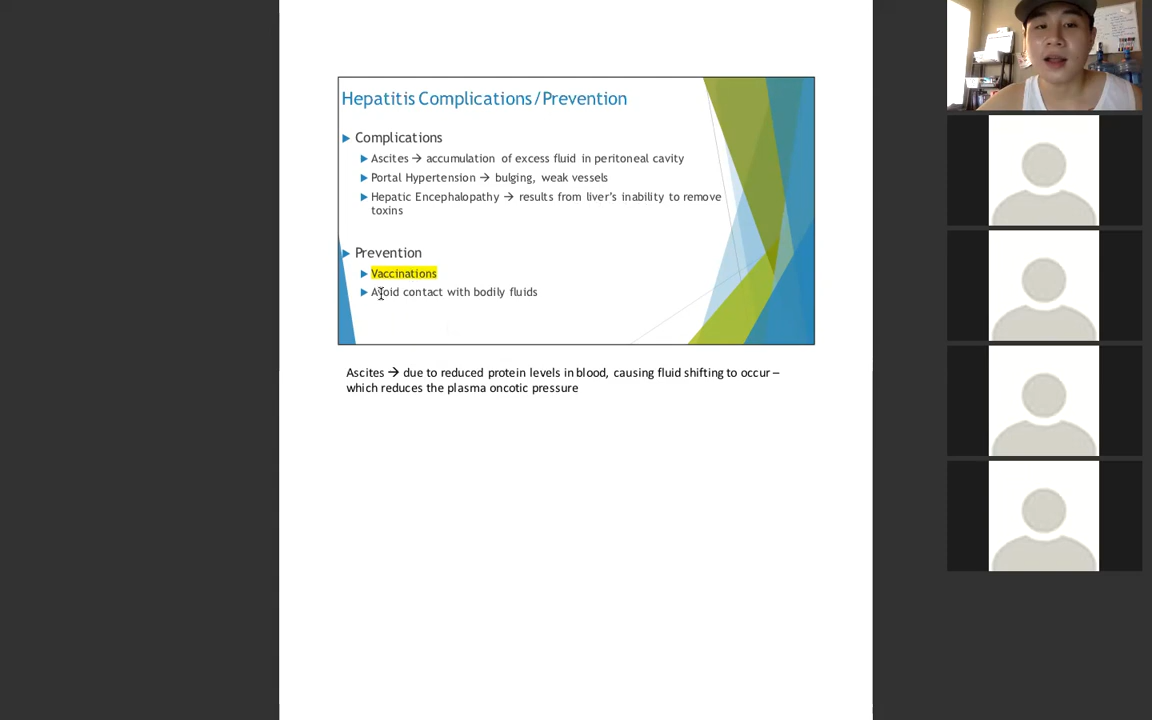 Hepatitis Complications/Prevention
Complications
Ascites → accumulation of excess fluid in peritoneal cavity
Portal Hypertension → bulging, weak vessels
Hepatic Encephalopathy → results from liver's inability to remove
toxins
Prevention
Vaccinations
Avoid contact with bodily fluids
Ascites → due to reduced protein levels in blood, causing fluid shifting to occur –
which reduces the plasma oncotic pressure